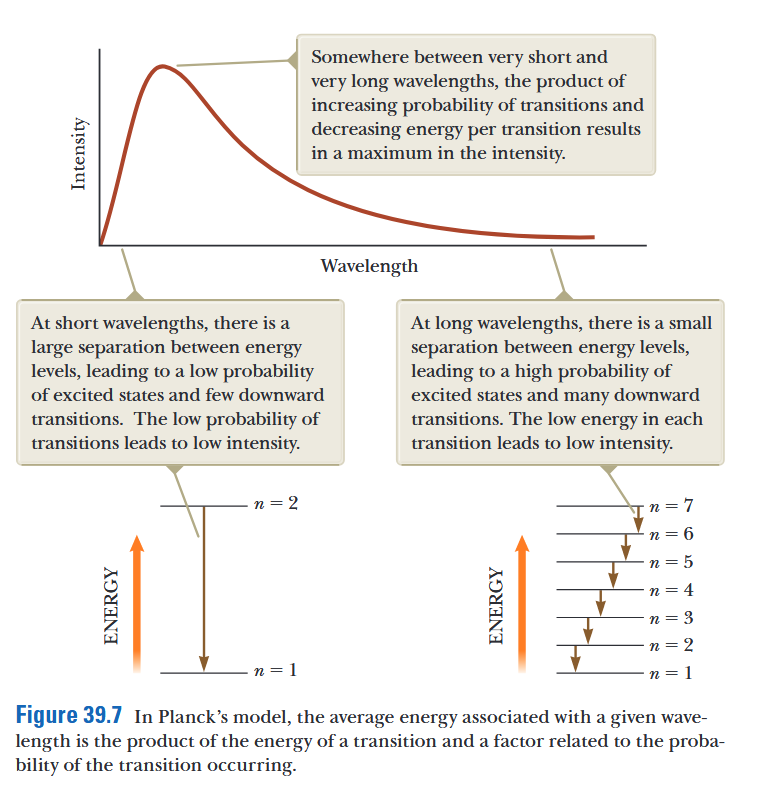 Somewhere between very short and
very long wavelengths, the product of
increasing probability of transitions and
decreasing energy per transition results
in a maximum in the intensity.
Intensity
Wavelength
At short wavelengths, there is a
large separation between energy
levels, leading to a low probability
of excited states and few downward
transitions. The low probability of
transitions leads to low intensity.
At long wavelengths, there is a small
separation between energy levels,
leading to a high probability of
excited states and many downward
transitions. The low energy in each
transition leads to low intensity.
ENERGY
n = 2
n = 1
ENERGY
n = 7
n = 6
n = 5
n = 4
n = 3
n = 2
n = 1
Figure 39.7 In Planck's model, the average energy associated with a given wave-
length is the product of the energy of a transition and a factor related to the proba-
bility of the transition occurring.